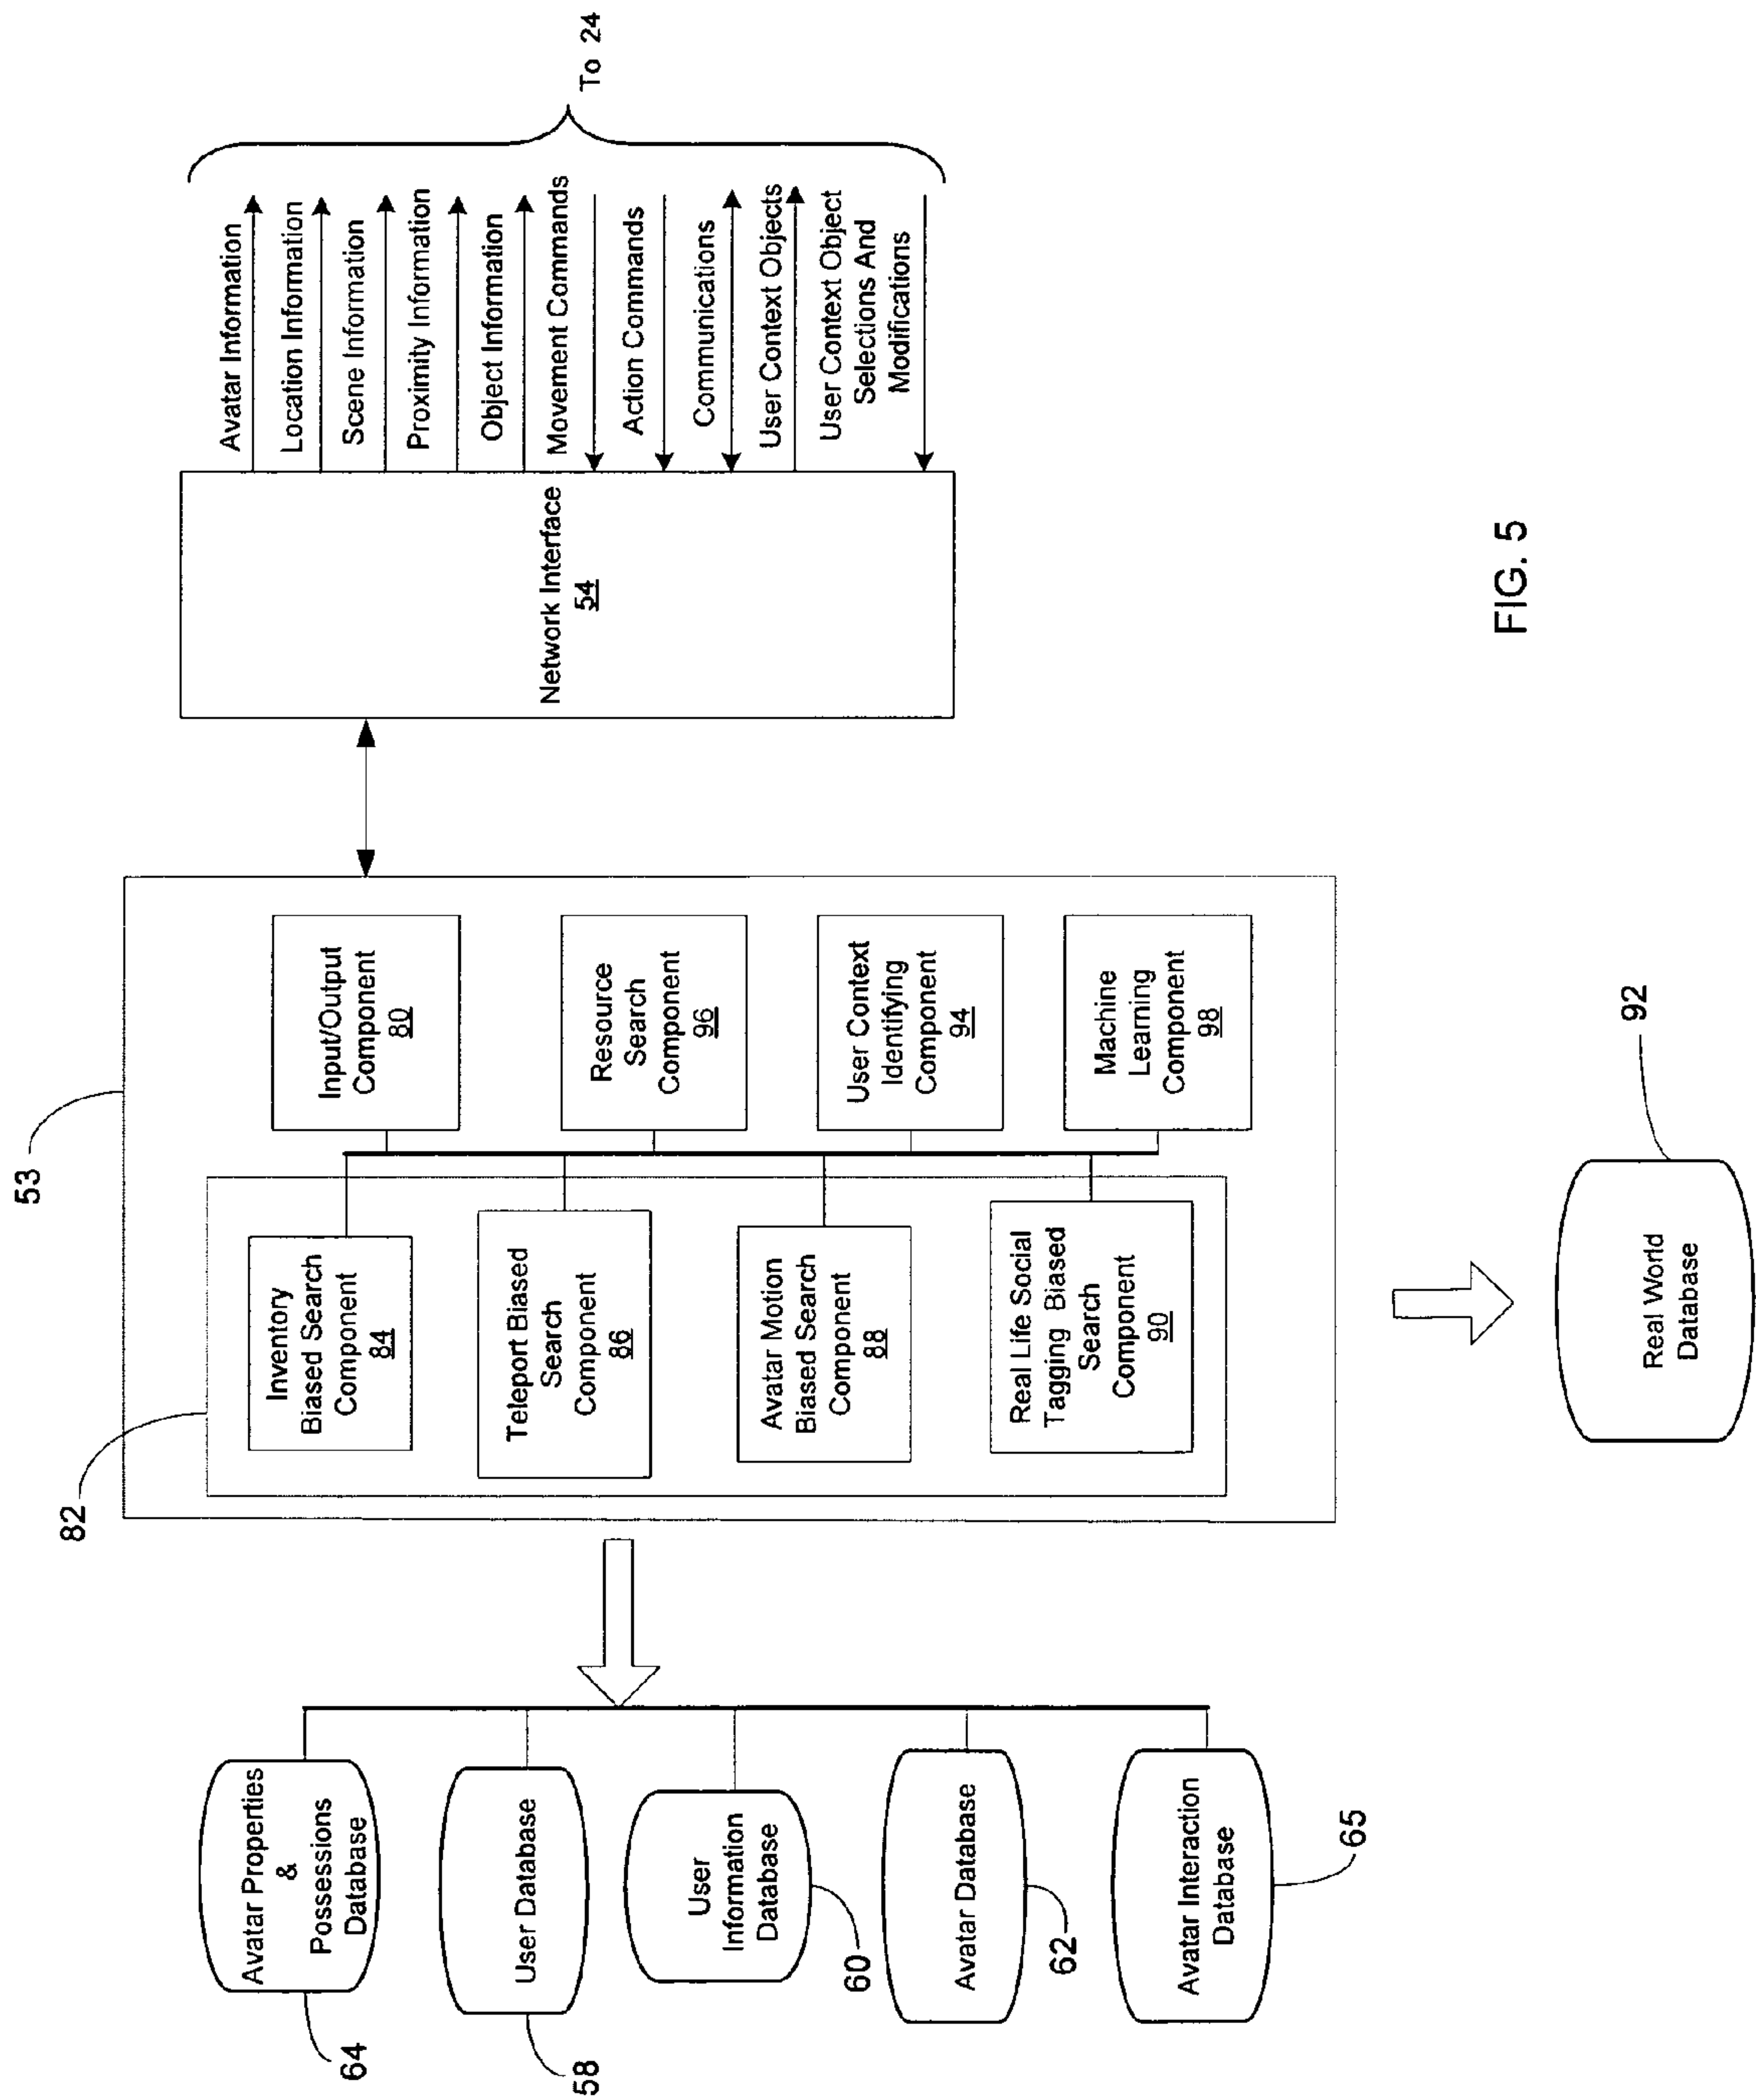 64
Avatar Properties
&
Possessions
Database
58
User Database
User
Information
Database
60
Avatar Database
62
Avatar Interaction
Database
65
82
53
Inventory
Biased Search
Component
84
Teleport Biased
Search
Component
86
Avatar Motion
Biased Search
Component
88
Real Life Social
Tagging Biased
Search
Component
90
Input/Output
Component
80
Resource
Search
Component
96
User Context
Identifying
Component
94
Machine
Learning
Component
98
Real World
Database
92
Network Interface
54
Avatar Information
Location Information
Scene Information
Proximity Information
Object Information
Movement Commands
Action Commands
Communications
User Context Objects
User Context Object
Selections And
Modifications
To 24
FIG. 5